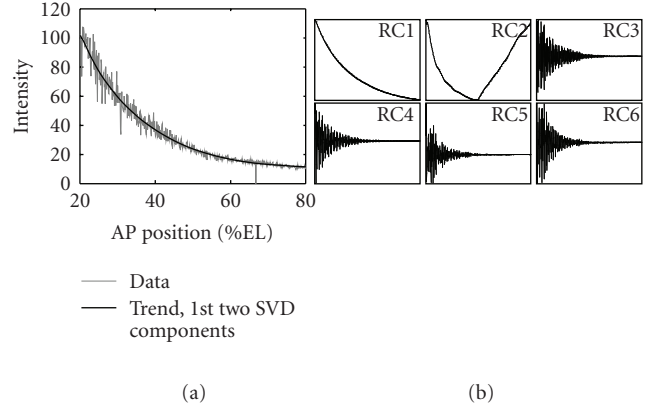 Intensity
120
100
80
60
40
20
0
20 40 60 80
AP position (%EL)
Data
Trend, 1st two SVD
components
(a)
RC1 RC2 RC3
RC4 RC5 RC6
(b)